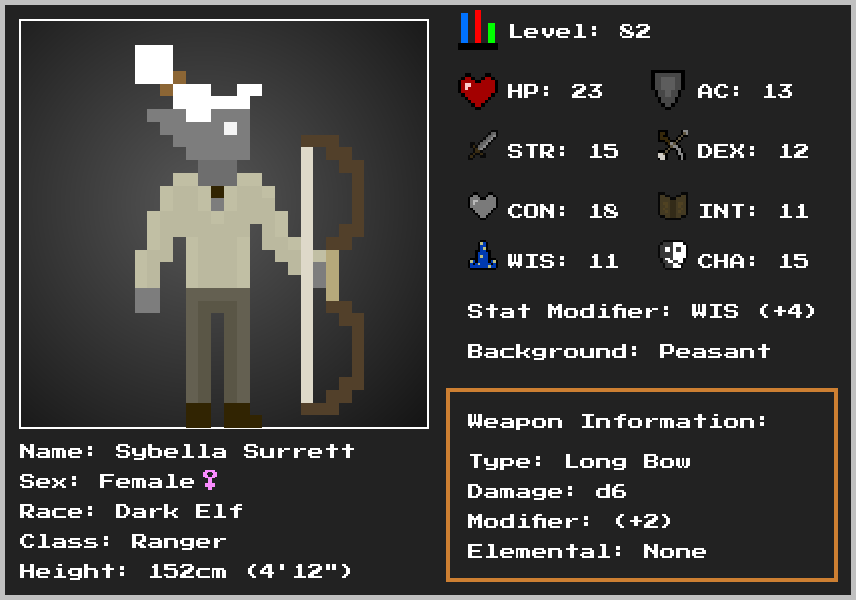 Level: 82
HP: 23
AC: 13
STR: 15
DEX: 12
CON: 18
INT: 11
WIS: 11
CHA: 15
Stat Modifier: WIS (+4)
Background: Peasant
Weapon Information:
Type: Long Bow
Damage: d6
Modifier: (+2)
Elemental: None
Name: Sybella Surrett
Sex: Female♀
Race: Dark Elf
Class: Ranger
Height: 152cm (4'12")